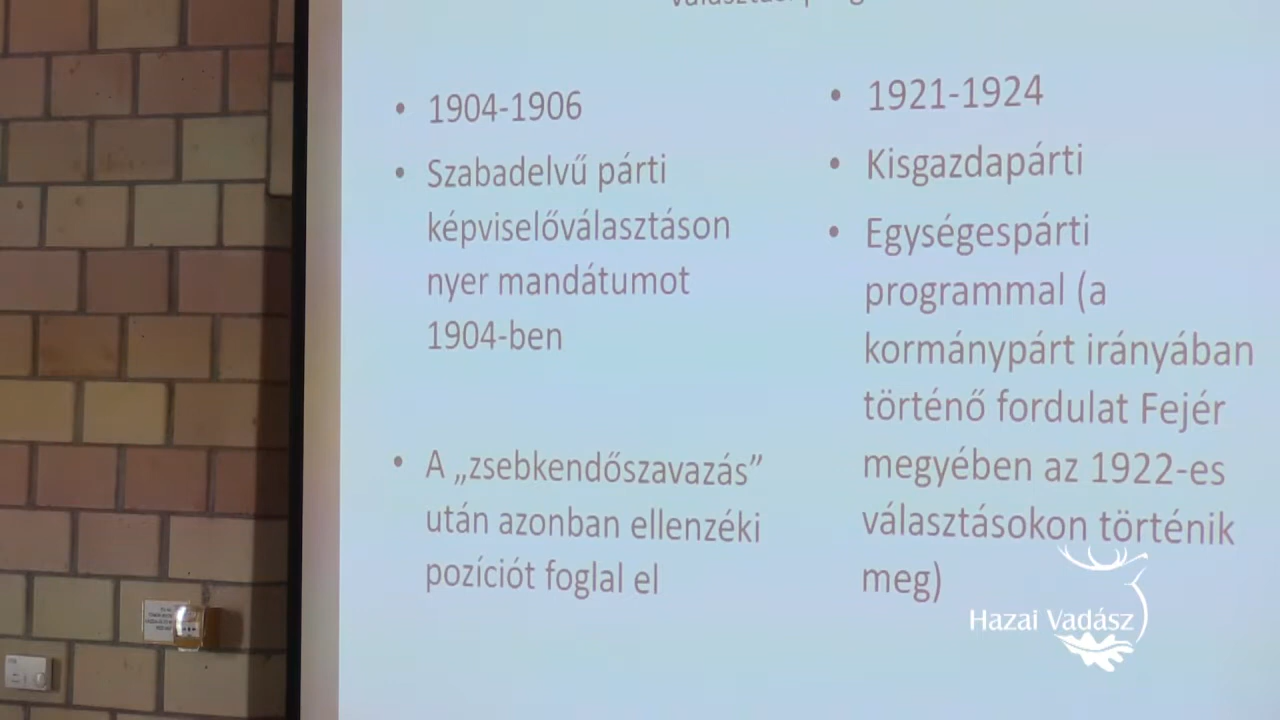 • 1904-1906
• Szabadelvű párti
képviselőválasztáson
nyer mandátumot
1904-ben
• A „zsebkendőszavazás”
után azonban ellenzéki
pozíciót foglal el
• 1921-1924
• Kisgazdapárti
• Egységespárti
programmal (a
kormánypárt irányában
történő fordulat Fejér
megyében az 1922-es
választásokon történik
meg)
Hazai Vadász